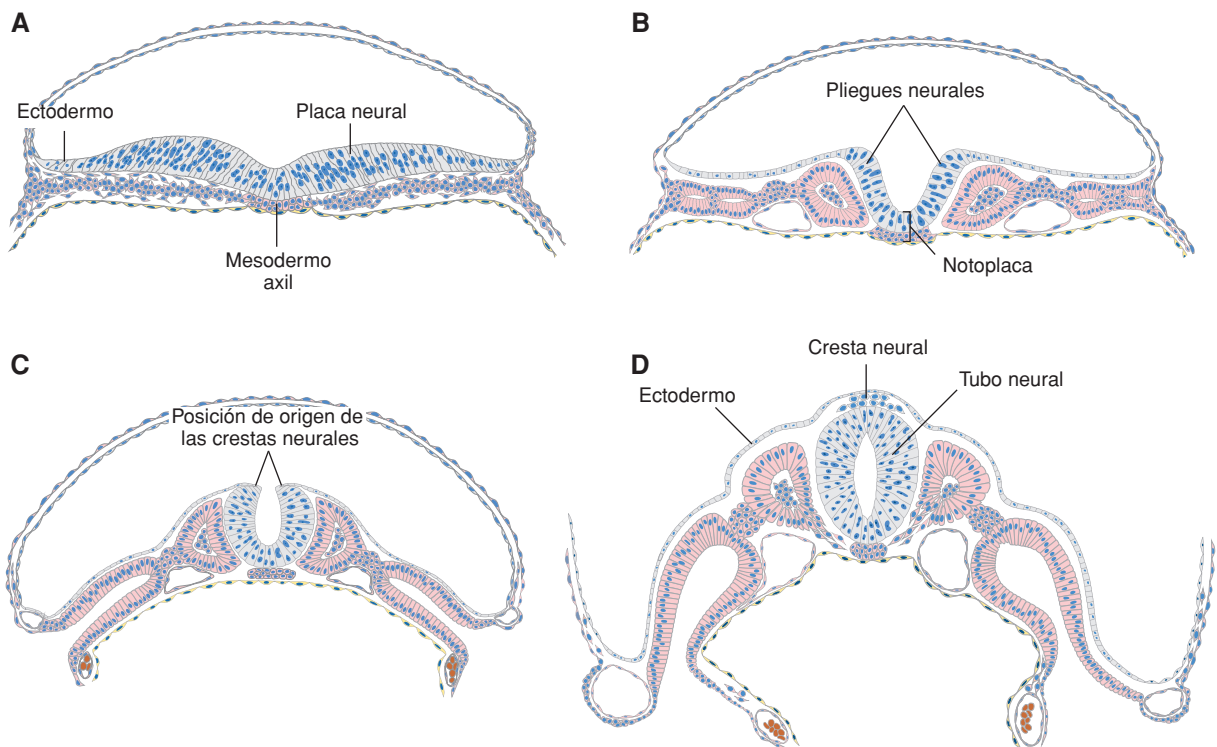 A
Ectodermo
Placa neural
Mesodermo
axil
B
Pliegues neurales
Notoplaca
C
Posición de origen de
las crestas neurales
D
Cresta neural
Ectodermo
Tubo neural